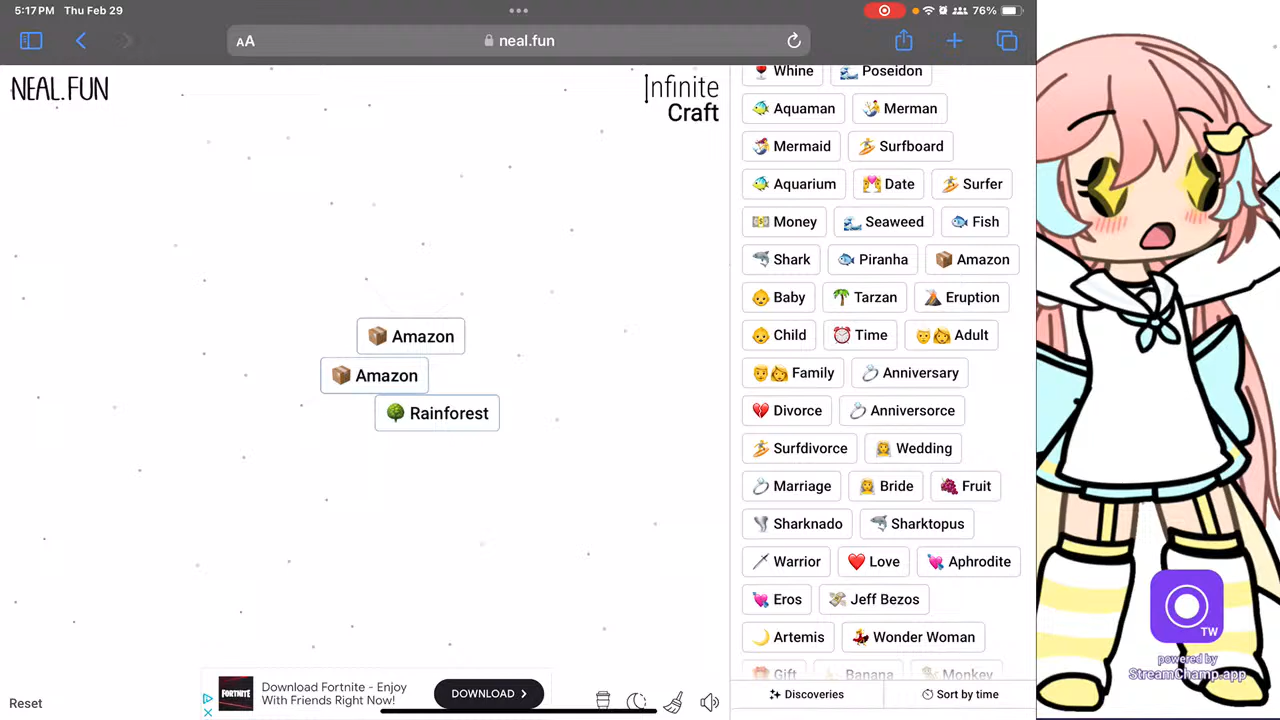 5:17 PM Thu Feb 29
76%
AA
neal.fun
NEAL.FUN
Infinite
Craft
Amazon
Amazon
Rainforest
Whine Poseidon
Aquaman Merman
Mermaid Surfboard
Aquarium Date Surfer
Money Seaweed Fish
Shark Piranha Amazon
Baby Tarzan Eruption
Child Time Adult
Family Anniversary
Divorce Anniversorce
Surfdivorce Wedding
Marriage Bride Fruit
Sharknado Sharktopus
Warrior Love Aphrodite
Eros Jeff Bezos
Artemis Wonder Woman
Gift Banana Monkey
Discoveries Sort by time
Reset
FORTNITE
Download Fortnite - Enjoy
With Friends Right Now!
DOWNLOAD
TW
powered by
StreamChamp.app